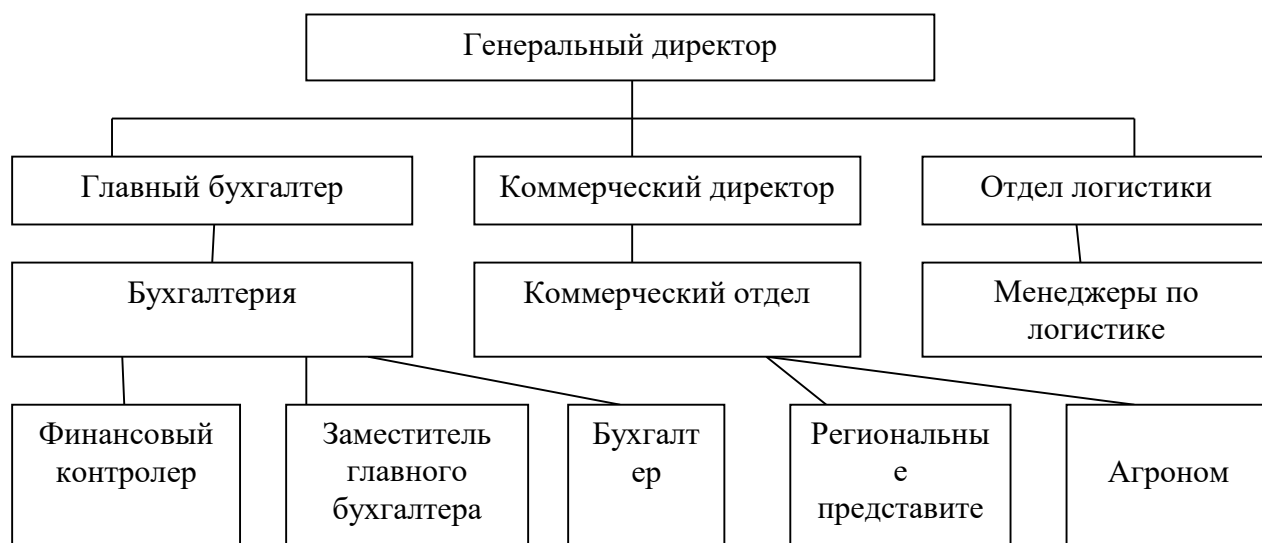 Генеральный директор
Главный бухгалтер
Коммерческий директор
Отдел логистики
Бухгалтерия
Коммерческий отдел
Менеджеры по
логистике
Финансовый
контролер
Заместитель
главного
бухгалтера
Бухгалт
ер
Региональны
е
представите
Агроном